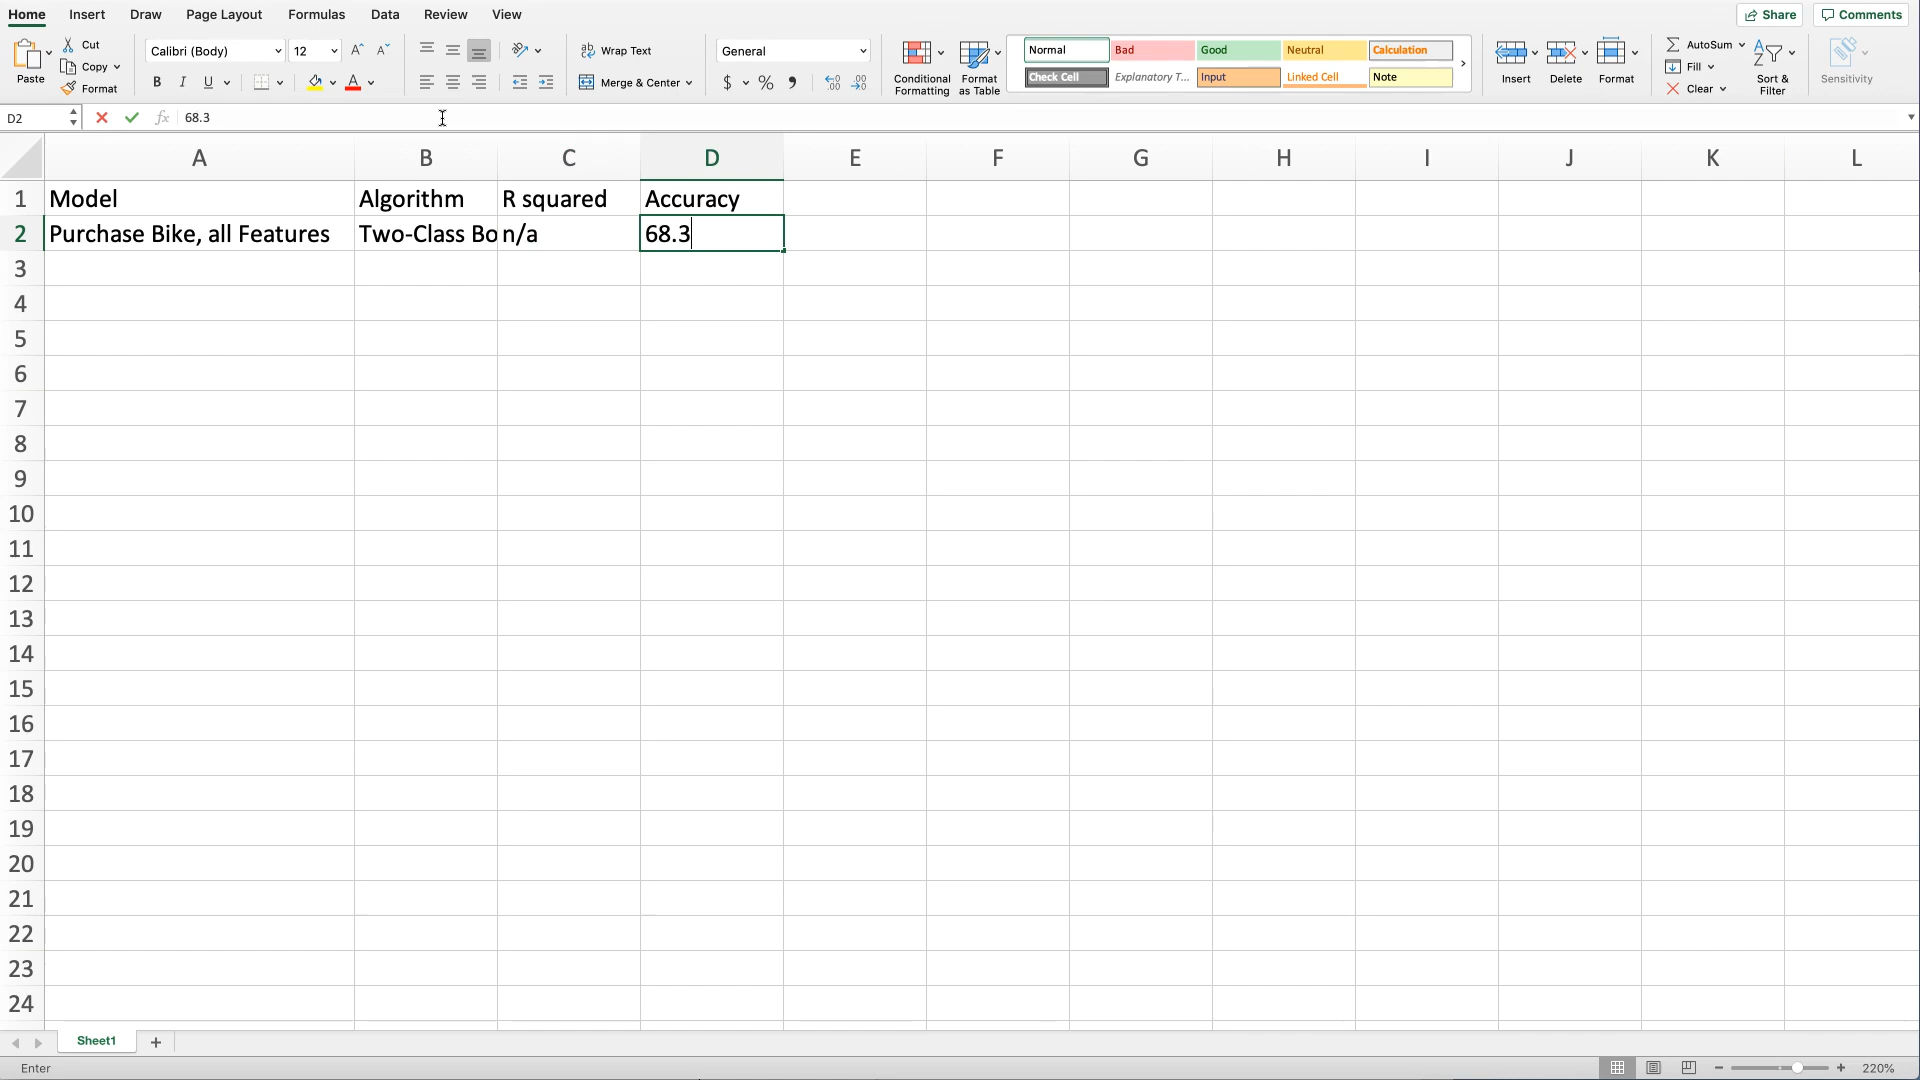 Home Insert Draw Page Layout Formulas Data Review View Share Comments
Paste Cut Calibri (Body) 12 A^ A˅ ab Wrap Text General Normal Bad Good Neutral Calculation AutoSum
Copy Conditional Formatting Format as Table Insert Delete Format Fill Sort & Filter Sensitivity
Format B I U A Merge & Center $ % , .0 .00 Check Cell Explanatory T... Input Linked Cell Note Clear
D2 fx 68.3
A B C D E F G H I J K L
1 Model Algorithm R squared Accuracy
2 Purchase Bike, all Features Two-Class Bo n/a 68.3
3
4
5
6
7
8
9
10
11
12
13
14
15
16
17
18
19
20
21
22
23
24
Sheet1 +
Enter 220%